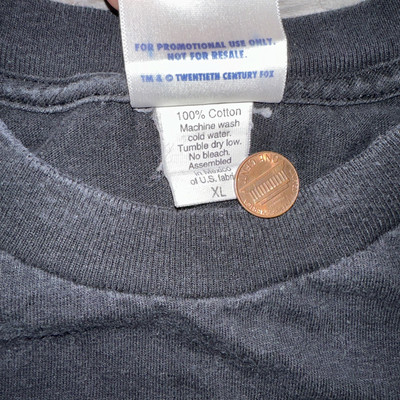 FOR PROMOTIONAL USE ONLY.
NOT FOR RESALE.
TM & © TWENTIETH CENTURY FOX
100% Cotton
Machine wash
cold water.
Tumble dry low.
No bleach.
Assembled
of U.S. fabric
XL